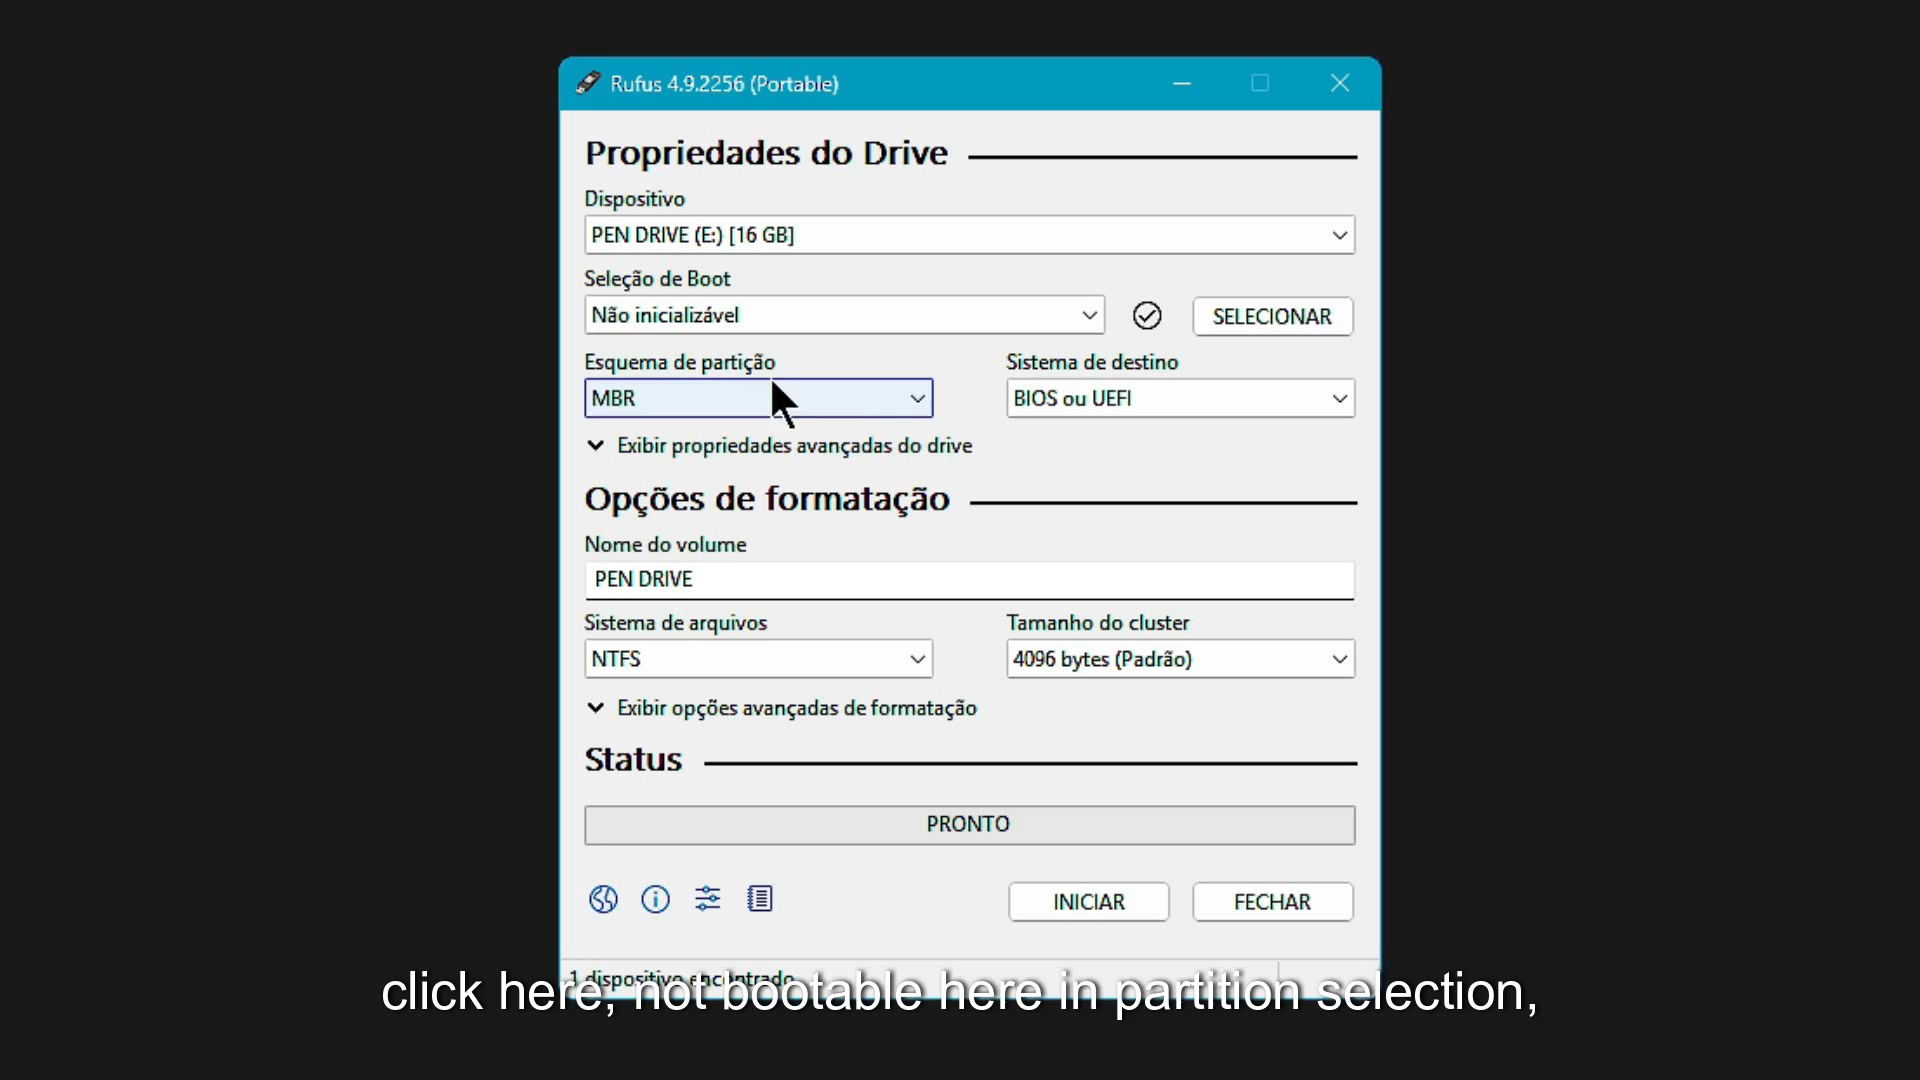 Rufus 4.9.2256 (Portable)
Propriedades do Drive
Dispositivo
PEN DRIVE (E:) [16 GB]
Seleção de Boot
Não inicializável
SELECIONAR
Esquema de partição
Sistema de destino
MBR
BIOS ou UEFI
Exibir propriedades avançadas do drive
Opções de formatação
Nome do volume
PEN DRIVE
Sistema de arquivos
Tamanho do cluster
NTFS
4096 bytes (Padrão)
Exibir opções avançadas de formatação
Status
PRONTO
INICIAR
FECHAR
1 dispositivo encontrado
click here, not bootable here in partition selection,